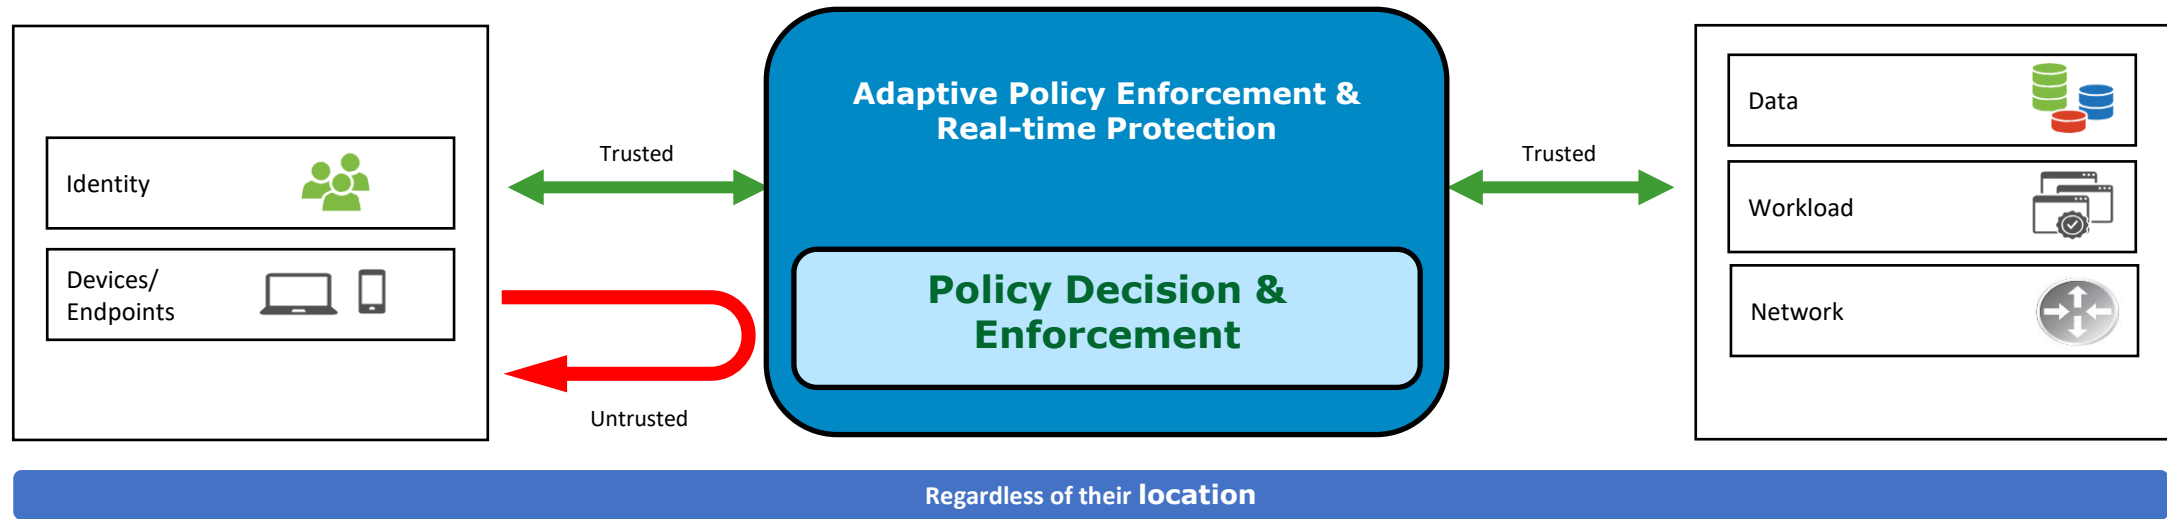 Identity
Devices/
Endpoints
Trusted
Untrusted
Adaptive Policy Enforcement &
Real-time Protection
Policy Decision &
Enforcement
Trusted
Data
Workload
Network
Regardless of their location